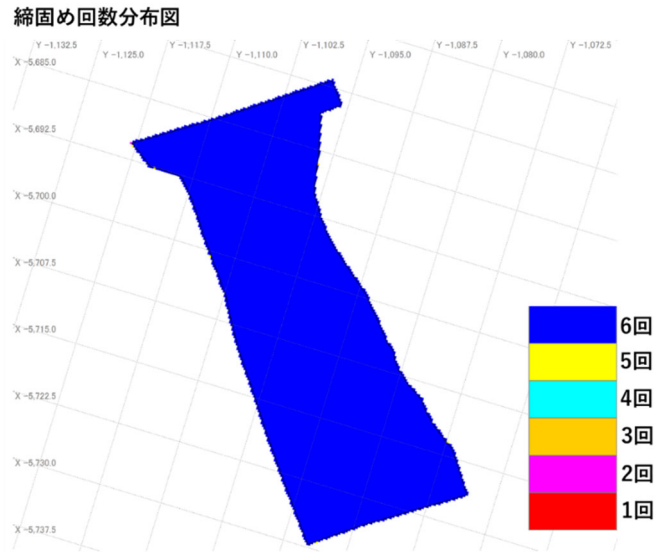 締固め回数分布図
Y -1,132.5
Y -1,125.0
Y -1,117.5
Y -1,110.0
Y -1,102.5
Y -1,095.0
Y -1,087.5
Y -1,080.0
Y -1,072.5
X -5,685.0
X -5,692.5
X -5,700.0
X -5,707.5
X -5,715.0
X -5,722.5
X -5,730.0
X -5,737.5
6回
5回
4回
3回
2回
1回